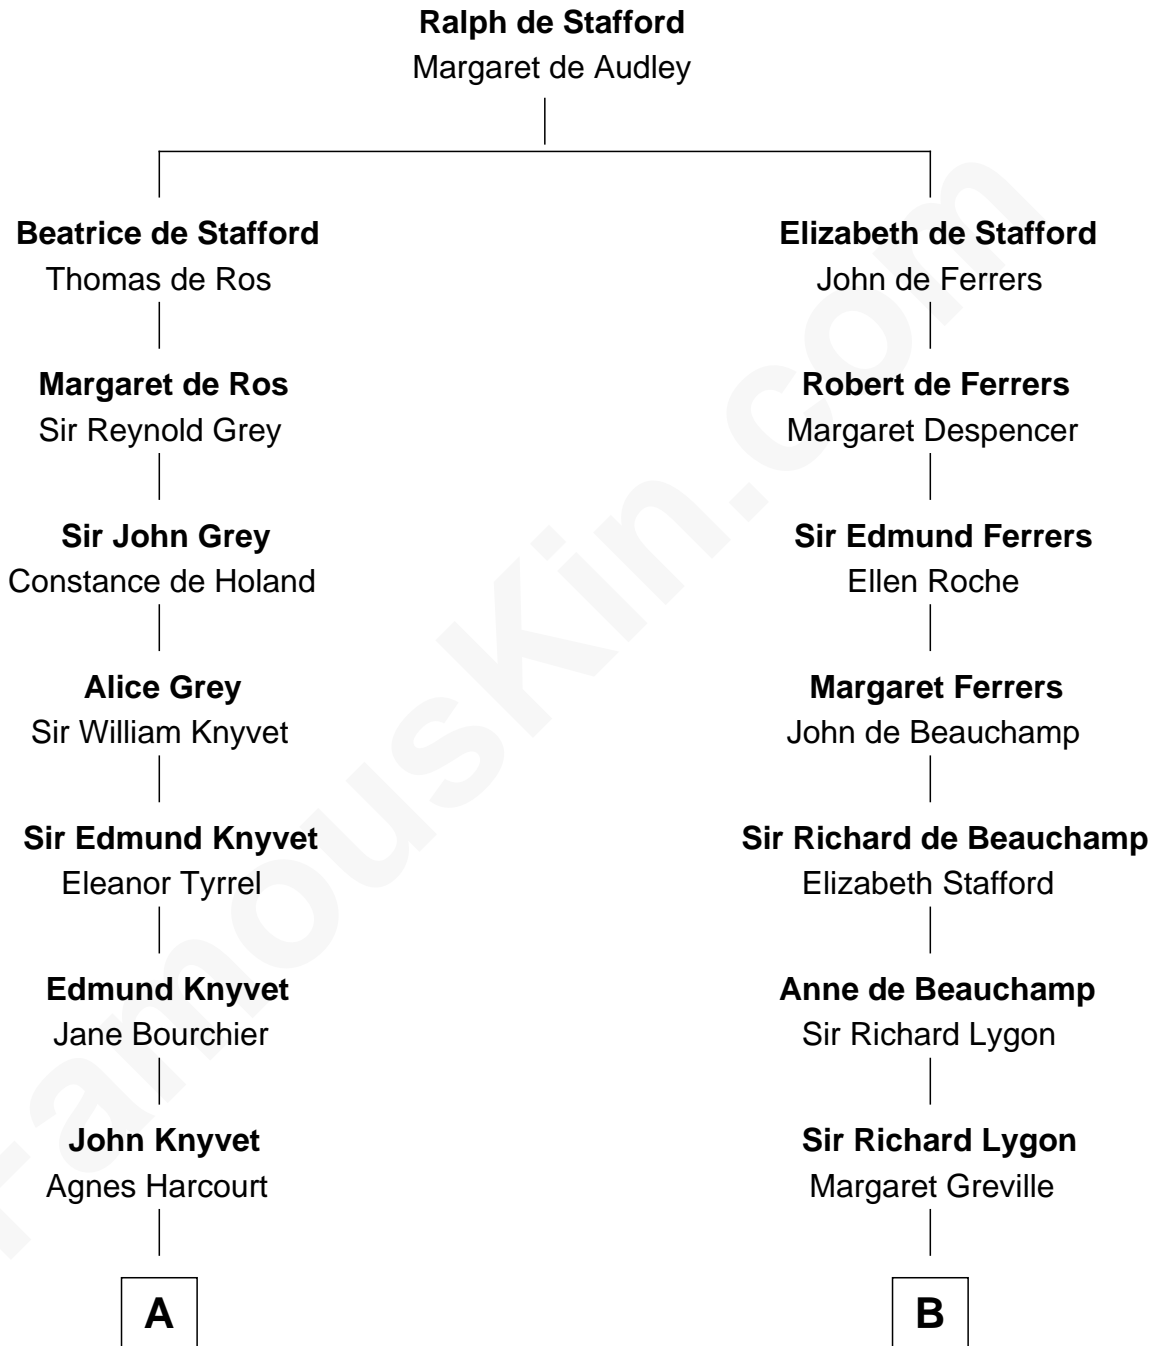 Ralph de Stafford
Margaret de Audley
Beatrice de Stafford
Thomas de Ros
Elizabeth de Stafford
John de Ferrers
Margaret de Ros
Sir Reynold Grey
Robert de Ferrers
Margaret Despencer
Sir John Grey
Constance de Holand
Sir Edmund Ferrers
Ellen Roche
Alice Grey
Sir William Knyvet
Margaret Ferrers
John de Beauchamp
Sir Edmund Knyvet
Eleanor Tyrrel
Sir Richard de Beauchamp
Elizabeth Stafford
Edmund Knyvet
Jane Bourchier
Anne de Beauchamp
Sir Richard Lygon
John Knyvet
Agnes Harcourt
Sir Richard Lygon
Margaret Greville
A
B
FamousKin.com